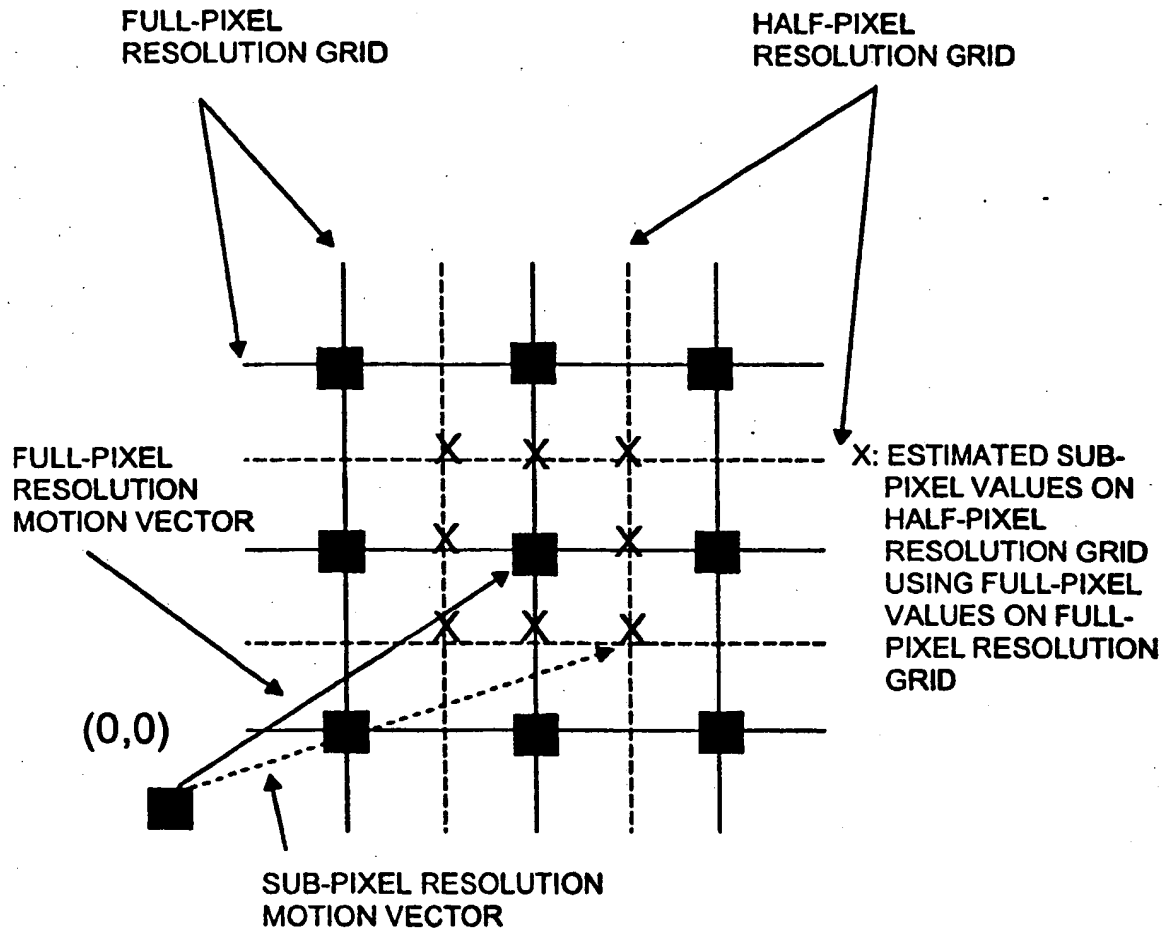 FULL-PIXEL
RESOLUTION GRID
HALF-PIXEL
RESOLUTION GRID
X X X
FULL-PIXEL
RESOLUTION
MOTION VECTOR
X: ESTIMATED SUB-
PIXEL VALUES ON
HALF-PIXEL
RESOLUTION GRID
USING FULL-PIXEL
VALUES ON FULL-
PIXEL RESOLUTION
GRID
X X
X X X
(0,0)
SUB-PIXEL RESOLUTION
MOTION VECTOR